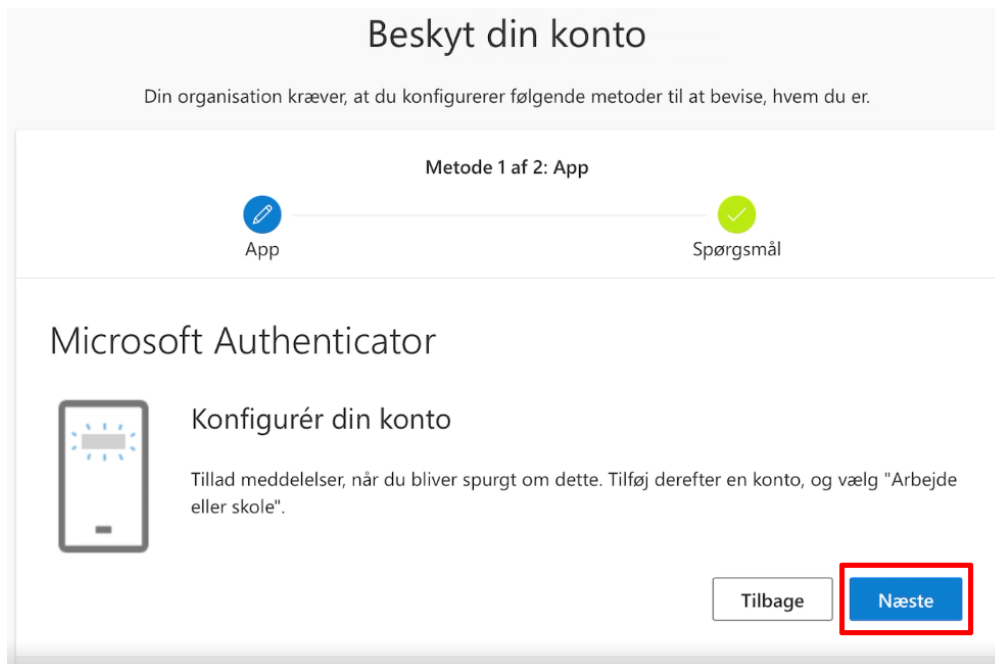 Beskyt din konto
Din organisation kræver, at du konfigurerer følgende metoder til at bevise, hvem du er.
Metode 1 af 2: App
App
Spørgsmål
Microsoft Authenticator
Konfigurér din konto
Tillad meddelelser, når du bliver spurgt om dette. Tilføj derefter en konto, og vælg "Arbejde
eller skole".
Tilbage
Næste